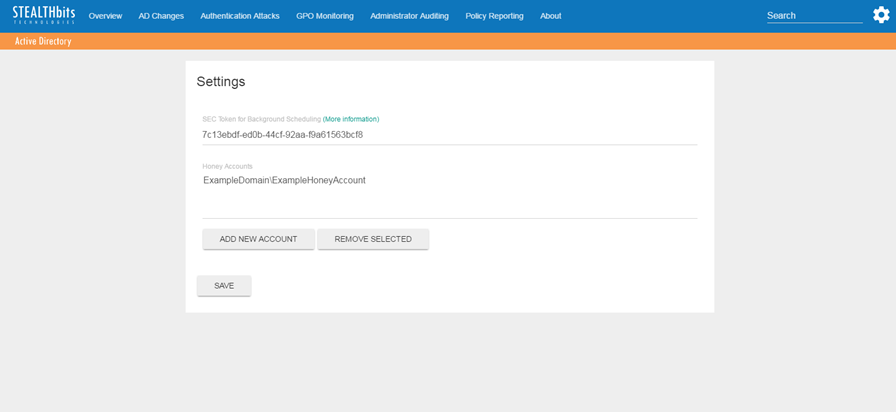 STEALTHbits
TECHNOLOGIES
Overview
AD Changes
Authentication Attacks
GPO Monitoring
Administrator Auditing
Policy Reporting
About
Search
Active Directory
Settings
SEC Token for Background Scheduling (More information)
7c13ebdf-ed0b-44cf-92aa-f9a61563bcf8
Honey Accounts
ExampleDomain\ExampleHoneyAccount
ADD NEW ACCOUNT
REMOVE SELECTED
SAVE